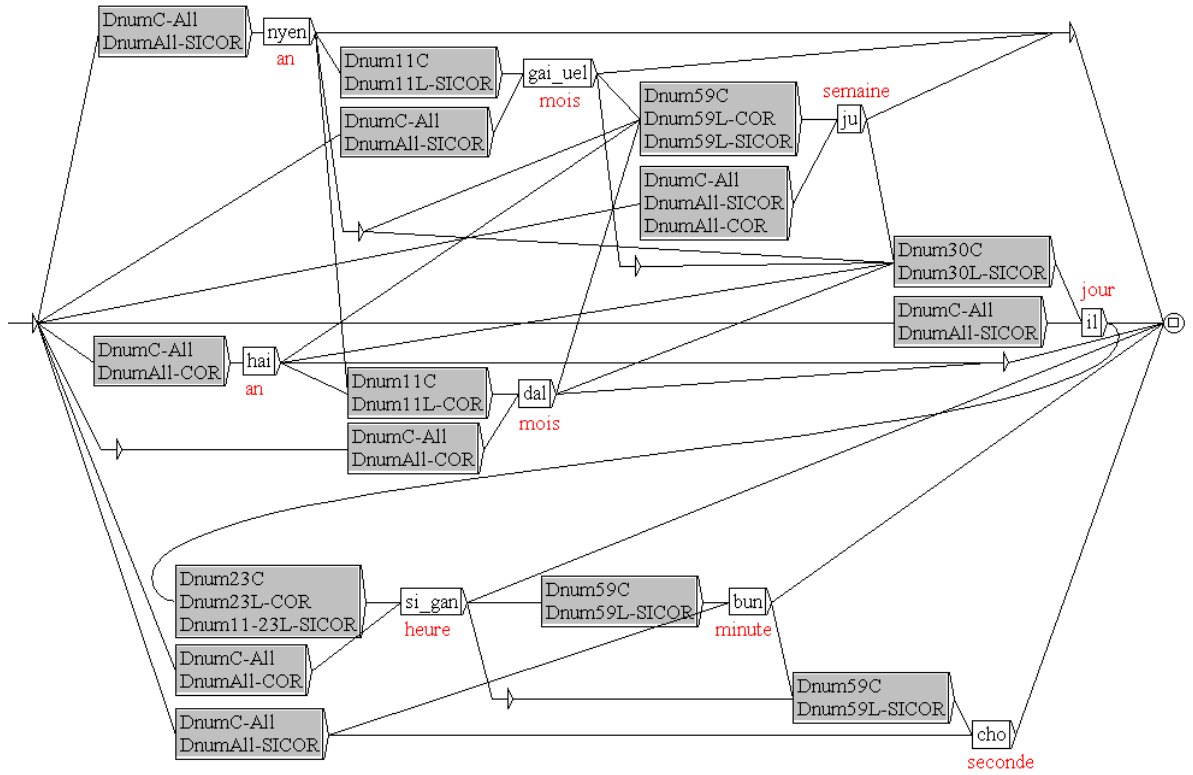 DnumC-All
DnumAll-SICOR
nyen
an
Dnum11C
Dnum11L-SICOR
gai_uel
mois
DnumC-All
DnumAll-SICOR
Dnum59C
Dnum59L-COR
Dnum59L-SICOR
semaine
ju
DnumC-All
DnumAll-SICOR
DnumAll-COR
Dnum30C
Dnum30L-SICOR
jour
il
DnumC-All
DnumAll-SICOR
DnumC-All
DnumAll-COR
hai
an
Dnum11C
Dnum11L-COR
dal
mois
DnumC-All
DnumAll-COR
Dnum23C
Dnum23L-COR
Dnum11-23L-SICOR
si_gan
heure
Dnum59C
Dnum59L-SICOR
bun
minute
DnumC-All
DnumAll-COR
Dnum59C
Dnum59L-SICOR
DnumC-All
DnumAll-SICOR
cho
seconde